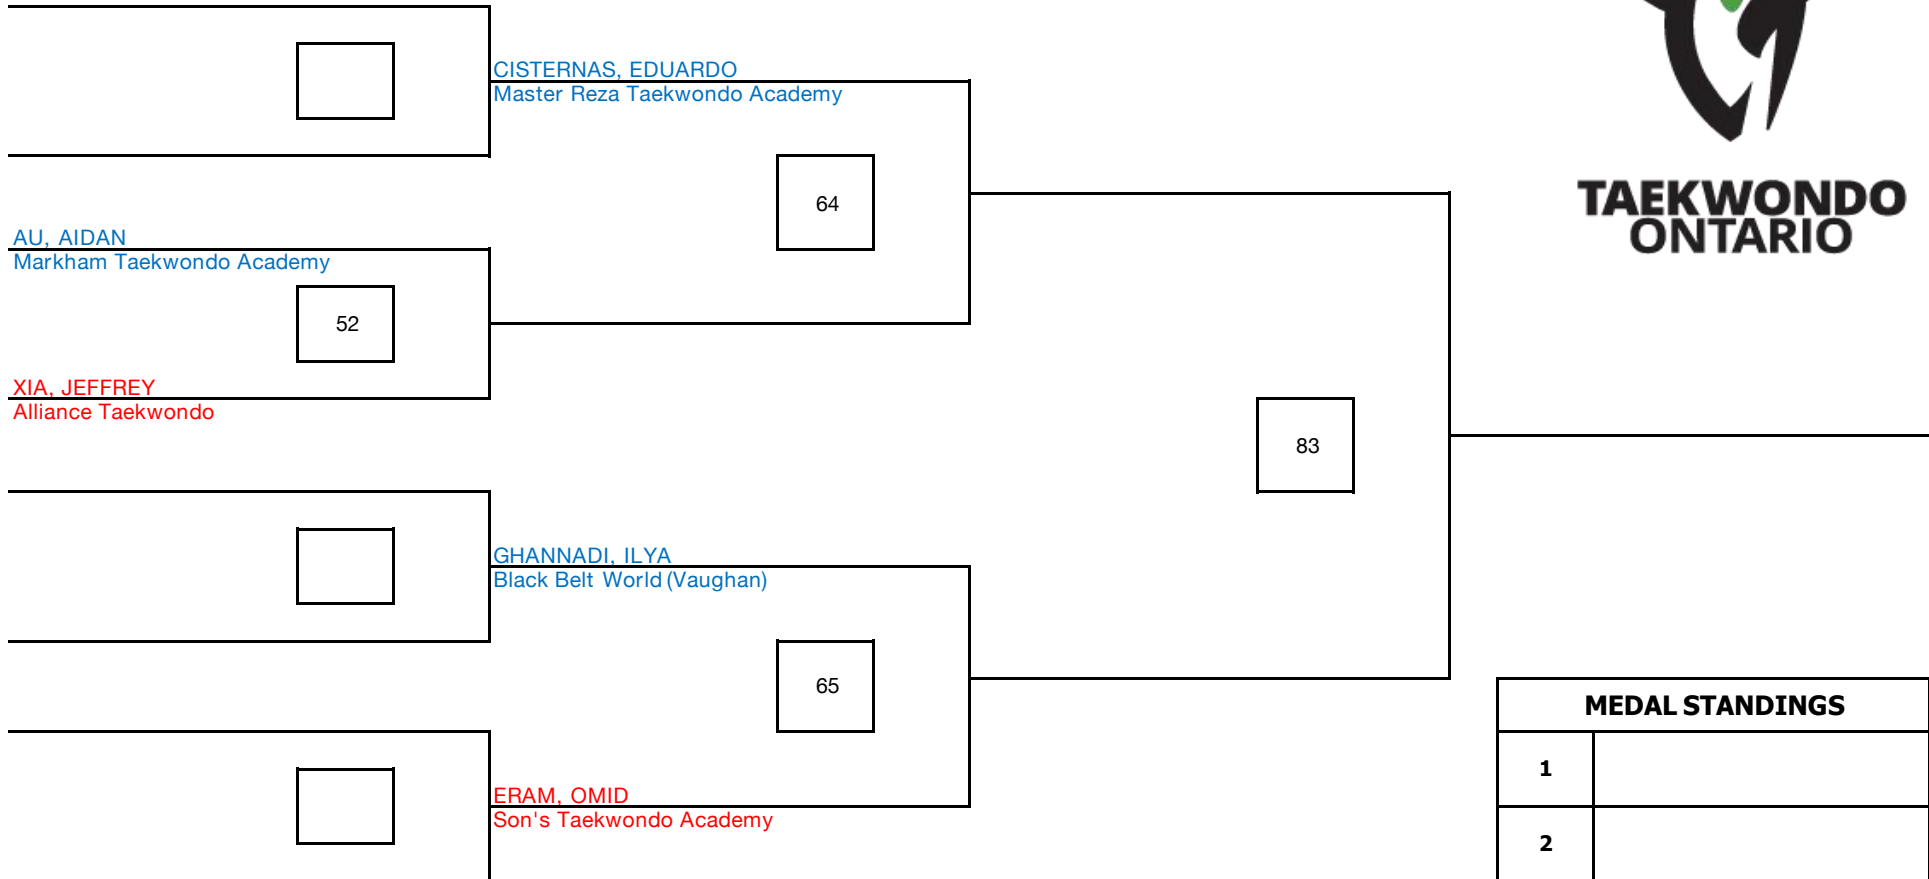 CISTERNAS, EDUARDO
Master Reza Taekwondo Academy
64
TAEKWONDO
ONTARIO
AU, AIDAN
Markham Taekwondo Academy
52
XIA, JEFFREY
Alliance Taekwondo
83
GHANNADI, ILYA
Black Belt World (Vaughan)
65
MEDAL STANDINGS
1
ERAM, OMID
Son's Taekwondo Academy
2